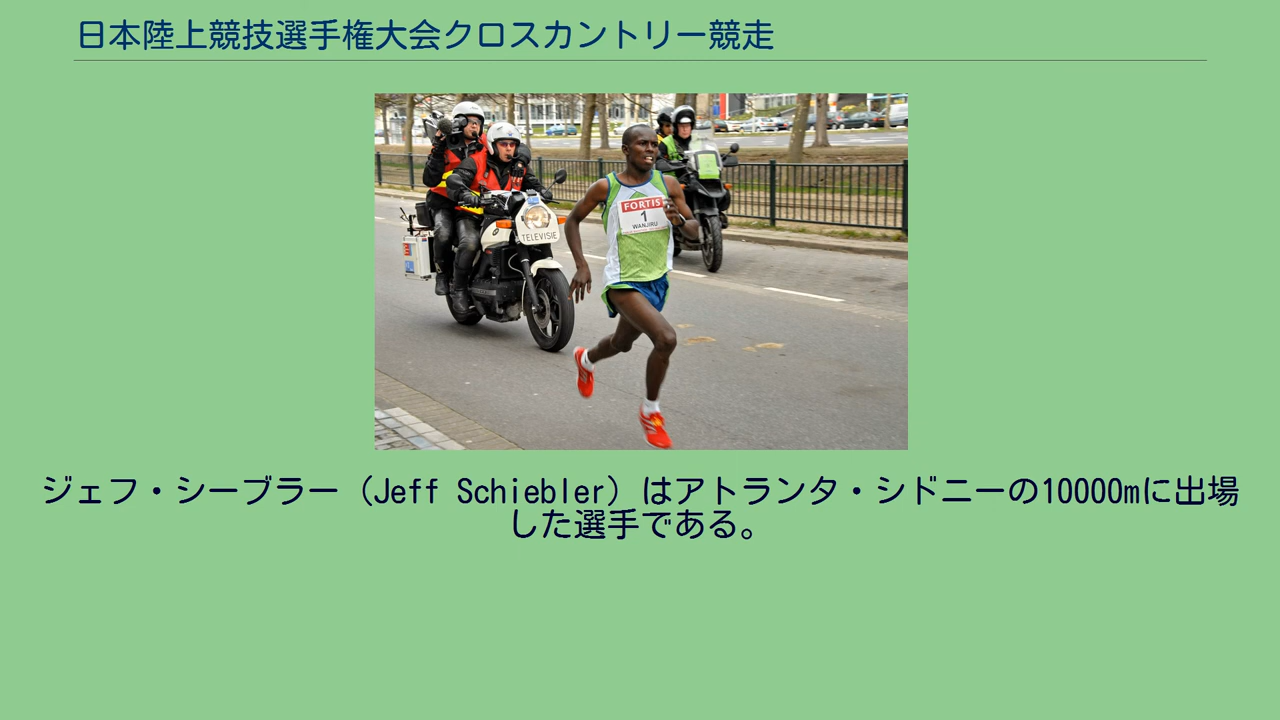 日本陸上競技選手権大会クロスカントリー競走
TELEVISIE
FORTIS
1
WANJIRU
ジェフ・シーブラー（Jeff Schiebler）はアトランタ・シドニーの10000mに出場
した選手である。